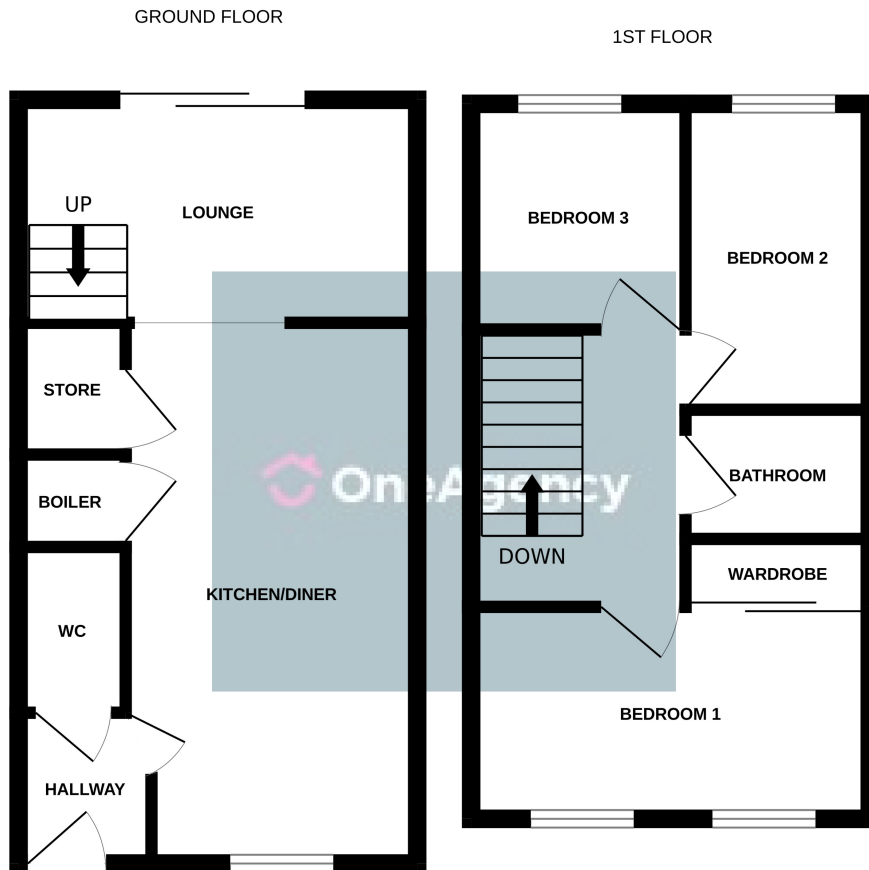 GROUND FLOOR
UP
LOUNGE
STORE
BOILER
KITCHEN/DINER
WC
HALLWAY
1ST FLOOR
BEDROOM 3
BEDROOM 2
BATHROOM
DOWN
WARDROBE
BEDROOM 1
OneAgency